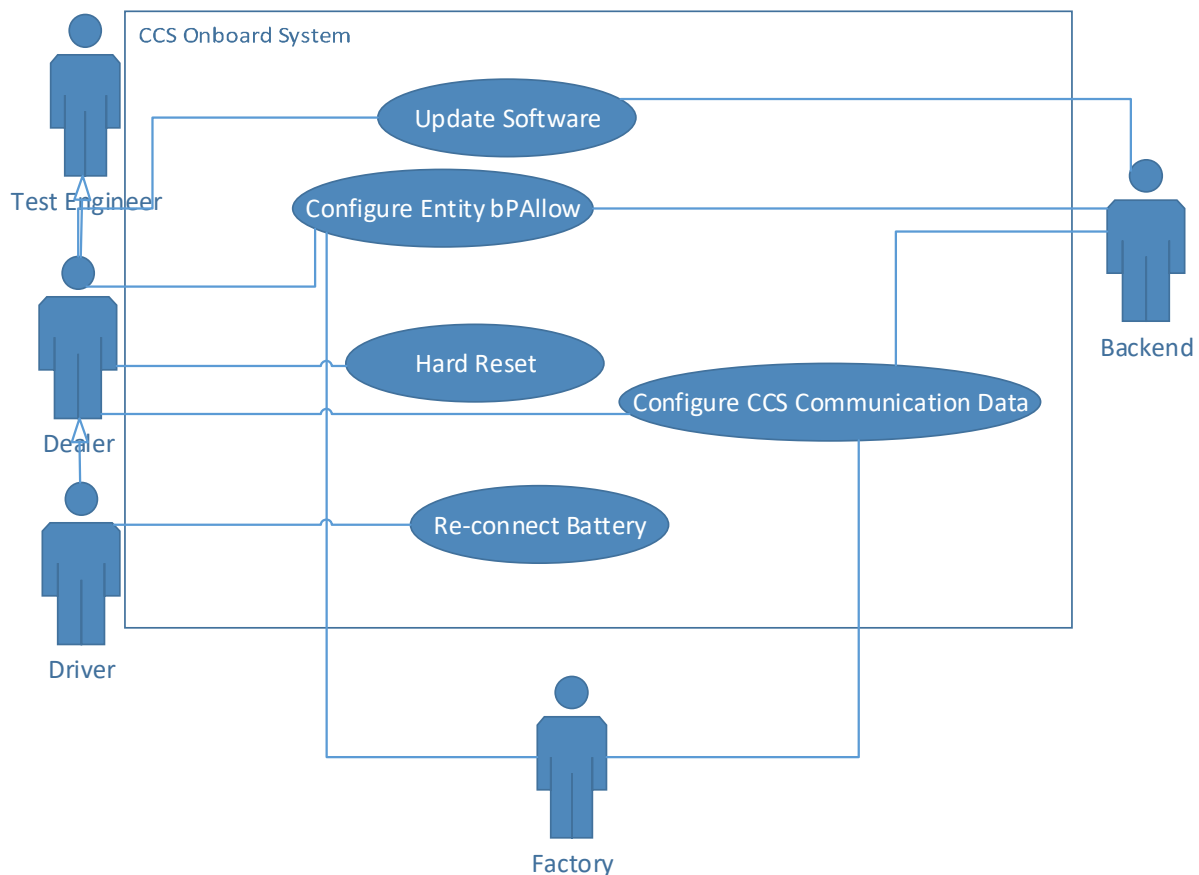 CCS Onboard System
Update Software
Test Engineer
Configure Entity bPAllow
Backend
Hard Reset
Configure CCS Communication Data
Dealer
Re-connect Battery
Driver
Factory